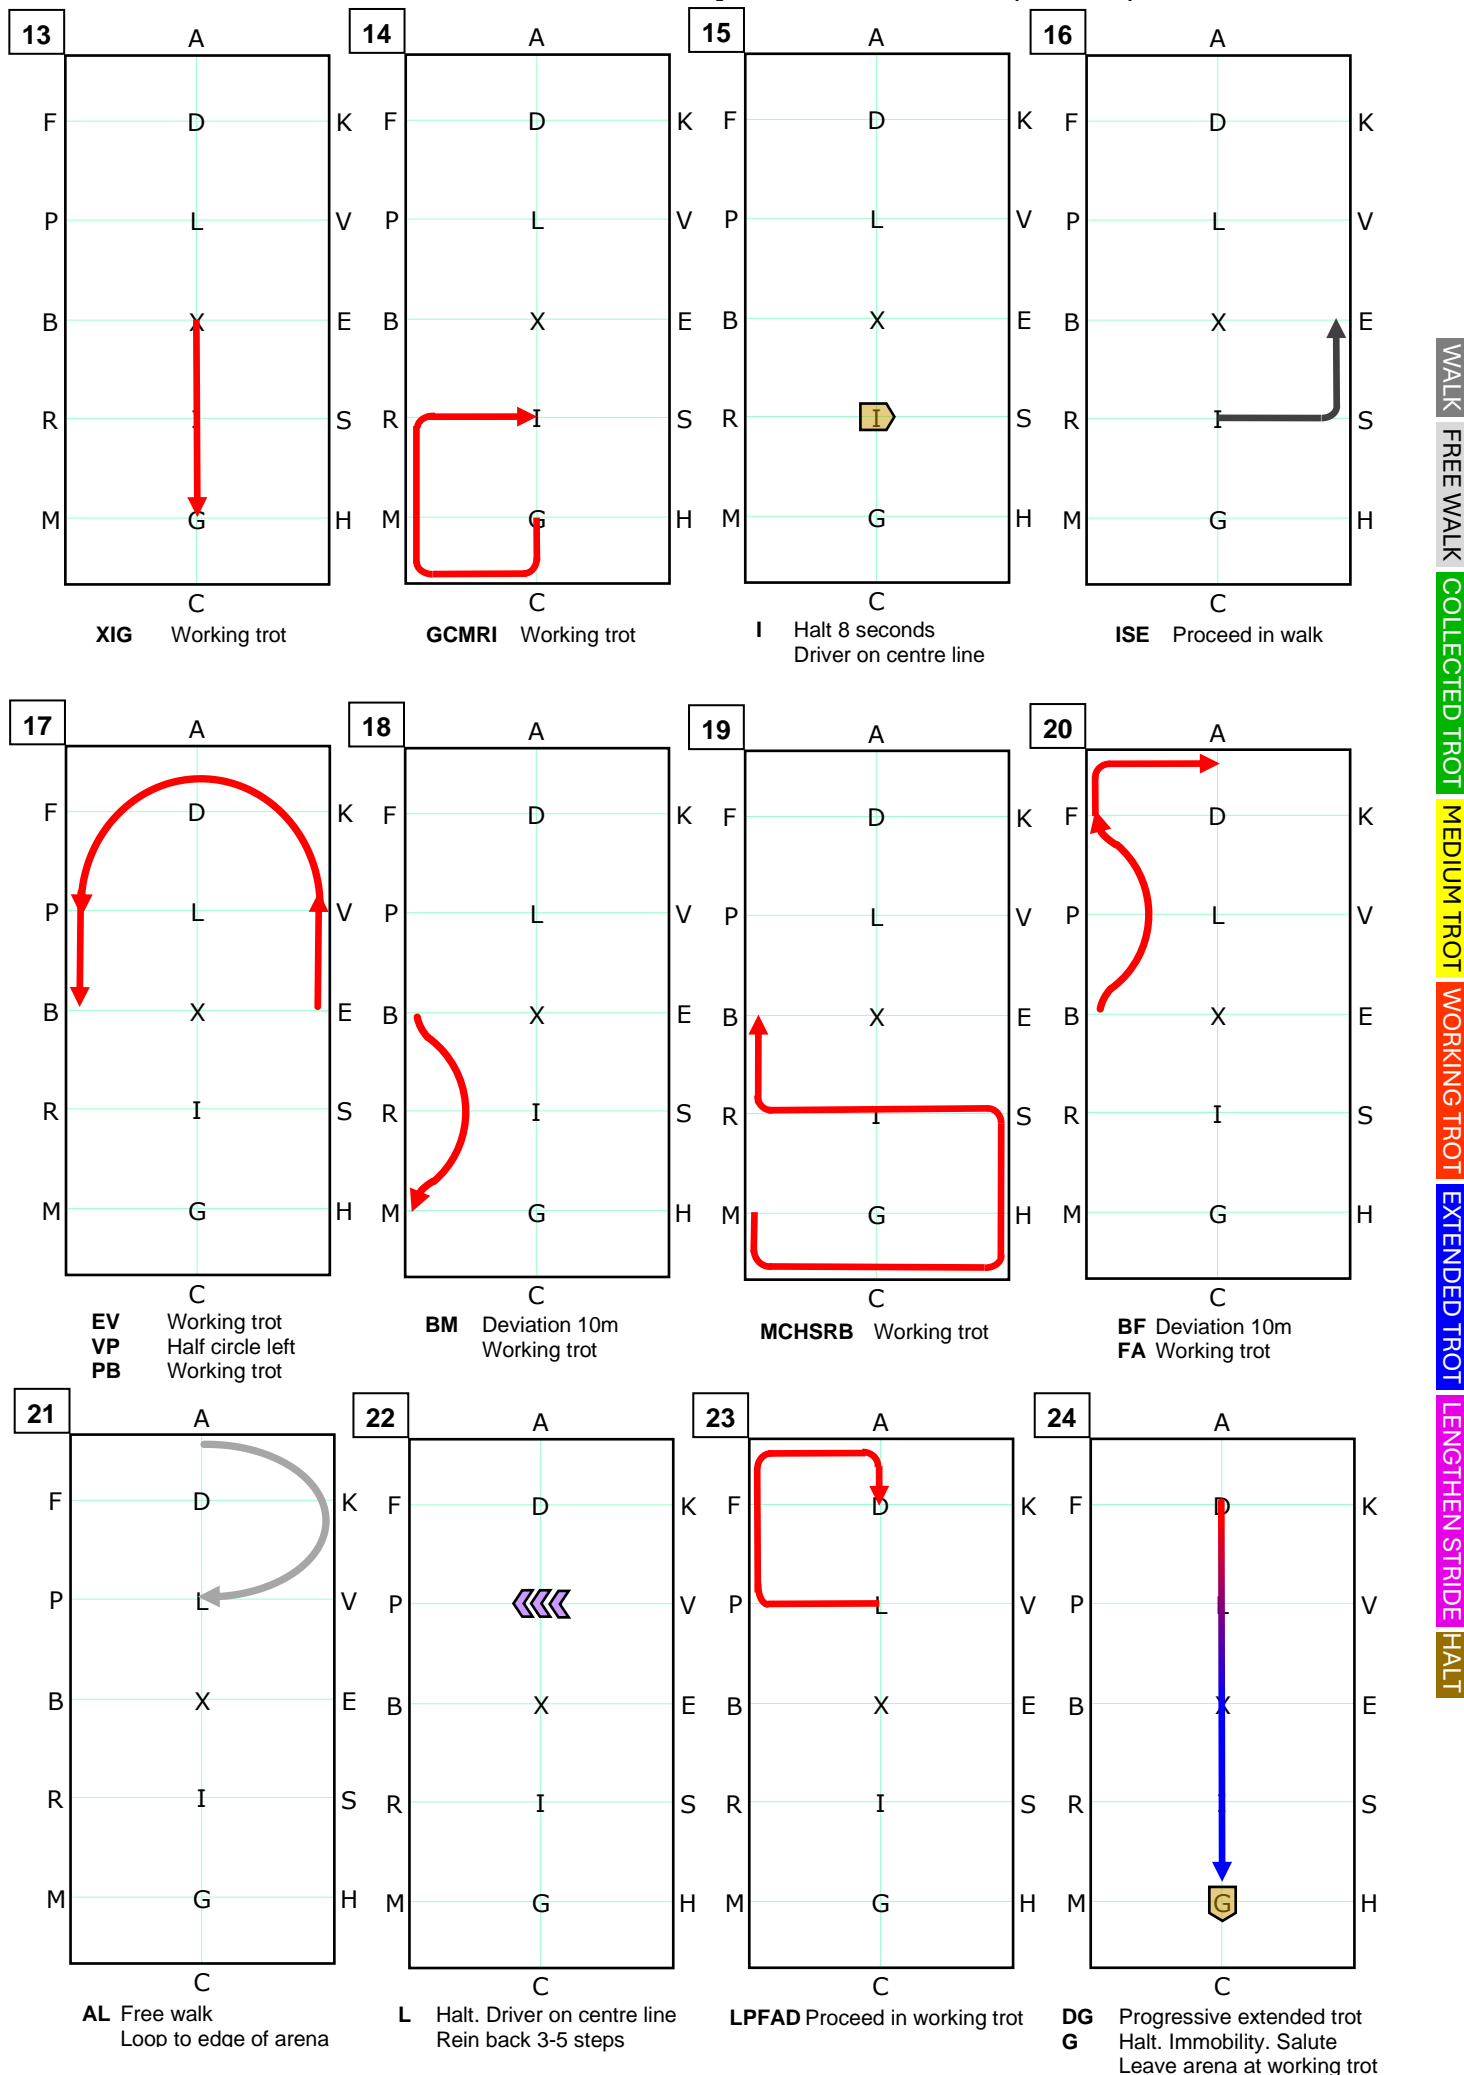 13
A
F D K
P L V
B X E
R I S
M G H
C
XIG Working trot
14
A
F D K
P L V
B X E
R I S
M G H
C
GCMRI Working trot
15
A
F D K
P L V
B X E
R I S
M G H
C
I Halt 8 seconds
Driver on centre line
16
A
F D K
P L V
B X E
R I S
M G H
C
ISE Proceed in walk
17
A
F D K
P L V
B X E
R I S
M G H
C
EV Working trot
VP Half circle left
PB Working trot
18
A
F D K
P L V
B X E
R I S
M G H
C
BM Deviation 10m
Working trot
19
A
F D K
P L V
B X E
R I S
M G H
C
MCHSRB Working trot
20
A
F D K
P L V
B X E
R I S
M G H
C
BF Deviation 10m
FA Working trot
21
A
F D K
P L V
B X E
R I S
M G H
C
AL Free walk
Loop to edge of arena
22
A
F D K
P V
B X E
R I S
M G H
C
L Halt. Driver on centre line
Rein back 3-5 steps
23
A
F D K
P L V
B X E
R I S
M G H
C
LPFAD Proceed in working trot
24
A
F D K
P L V
B X E
R I S
M G H
C
DG Progressive extended trot
G Halt. Immobility. Salute
Leave arena at working trot
WALK
FREE WALK
COLLECTED TROT
MEDIUM TROT
WORKING TROT
EXTENDED TROT
LENGTHEN STRIDE
HALT